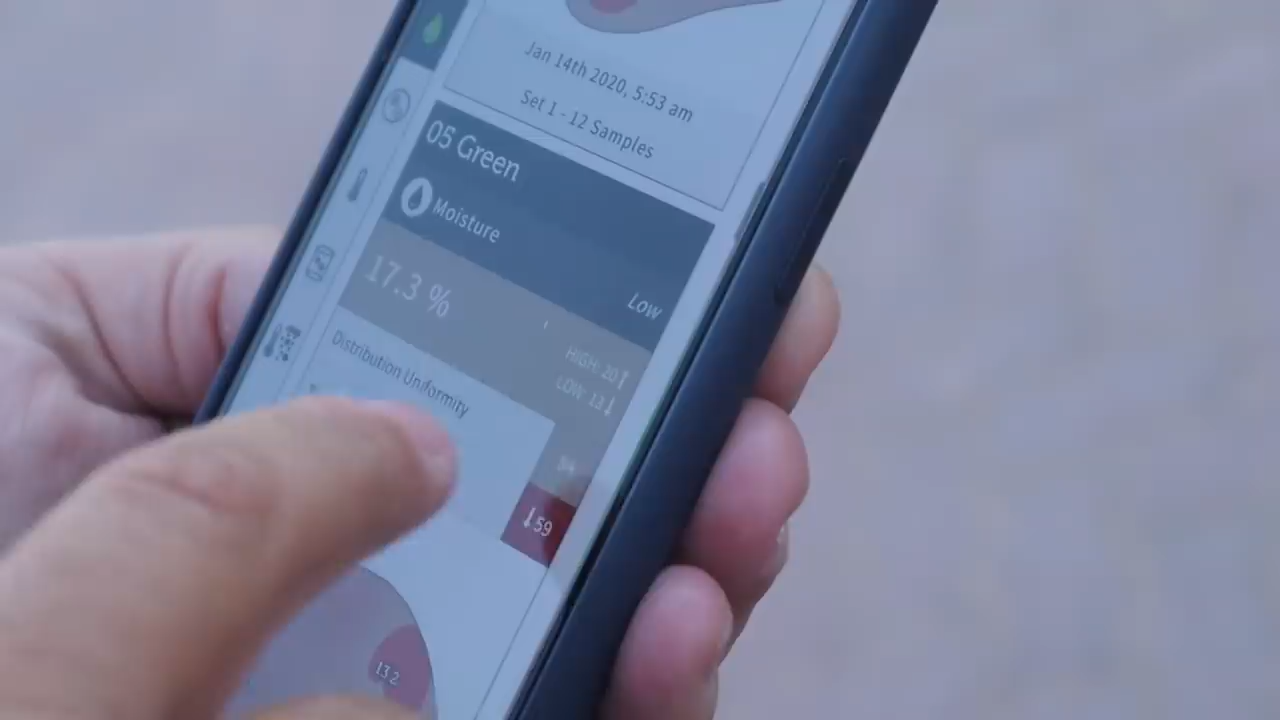 Jan 14th 2020, 5:53 am
Set 1 - 12 Samples
05 Green
Moisture
Low
17.3 %
HIGH: 20
LOW: 13
Distribution Uniformity
59
13.2